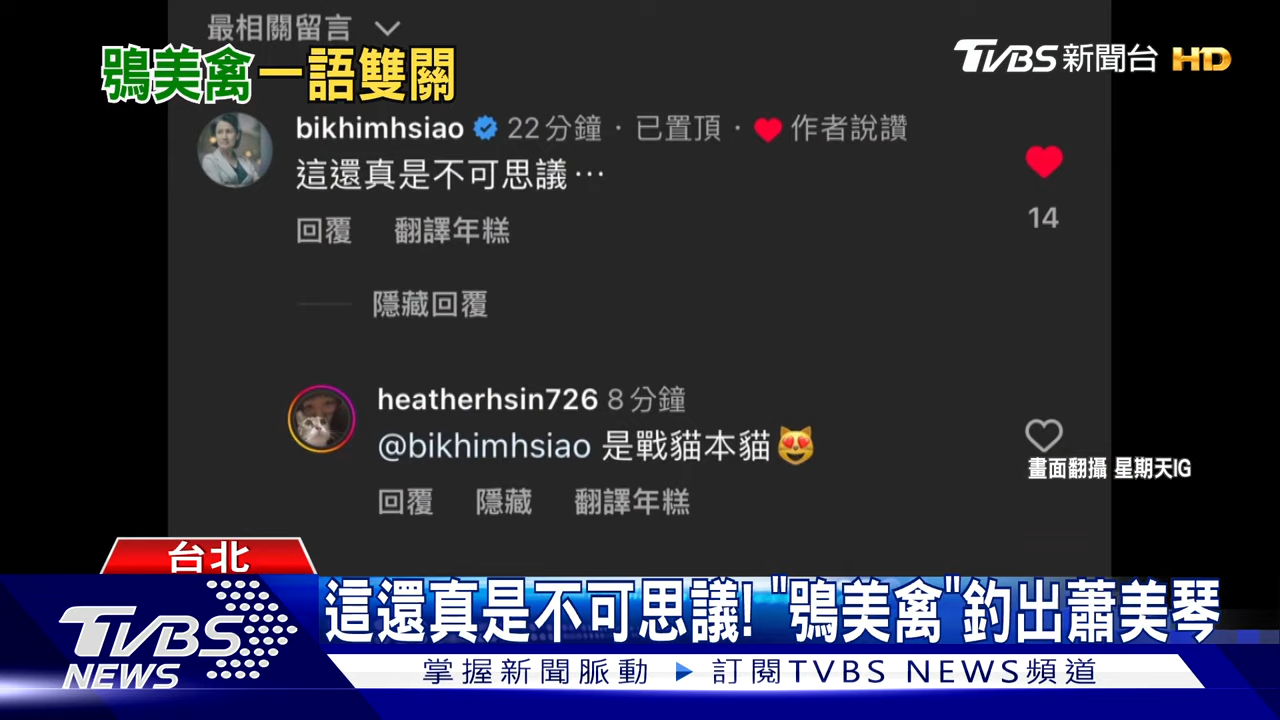 最相關留言
TVBS新聞台 HD
鴞美禽一語雙關
bikhimhsiao 22分鐘·已置頂·作者說讚
這還真是不可思議…
14
回覆 翻譯年糕
隱藏回覆
heatherhsin726 8分鐘
@bikhimhsiao 是戰貓本貓😻
畫面翻攝 星期天IG
回覆 隱藏 翻譯年糕
台北
這還真是不可思議! "鴞美禽"釣出蕭美琴
TVBS NEWS
掌握新聞脈動 ▶ 訂閱TVBS NEWS頻道